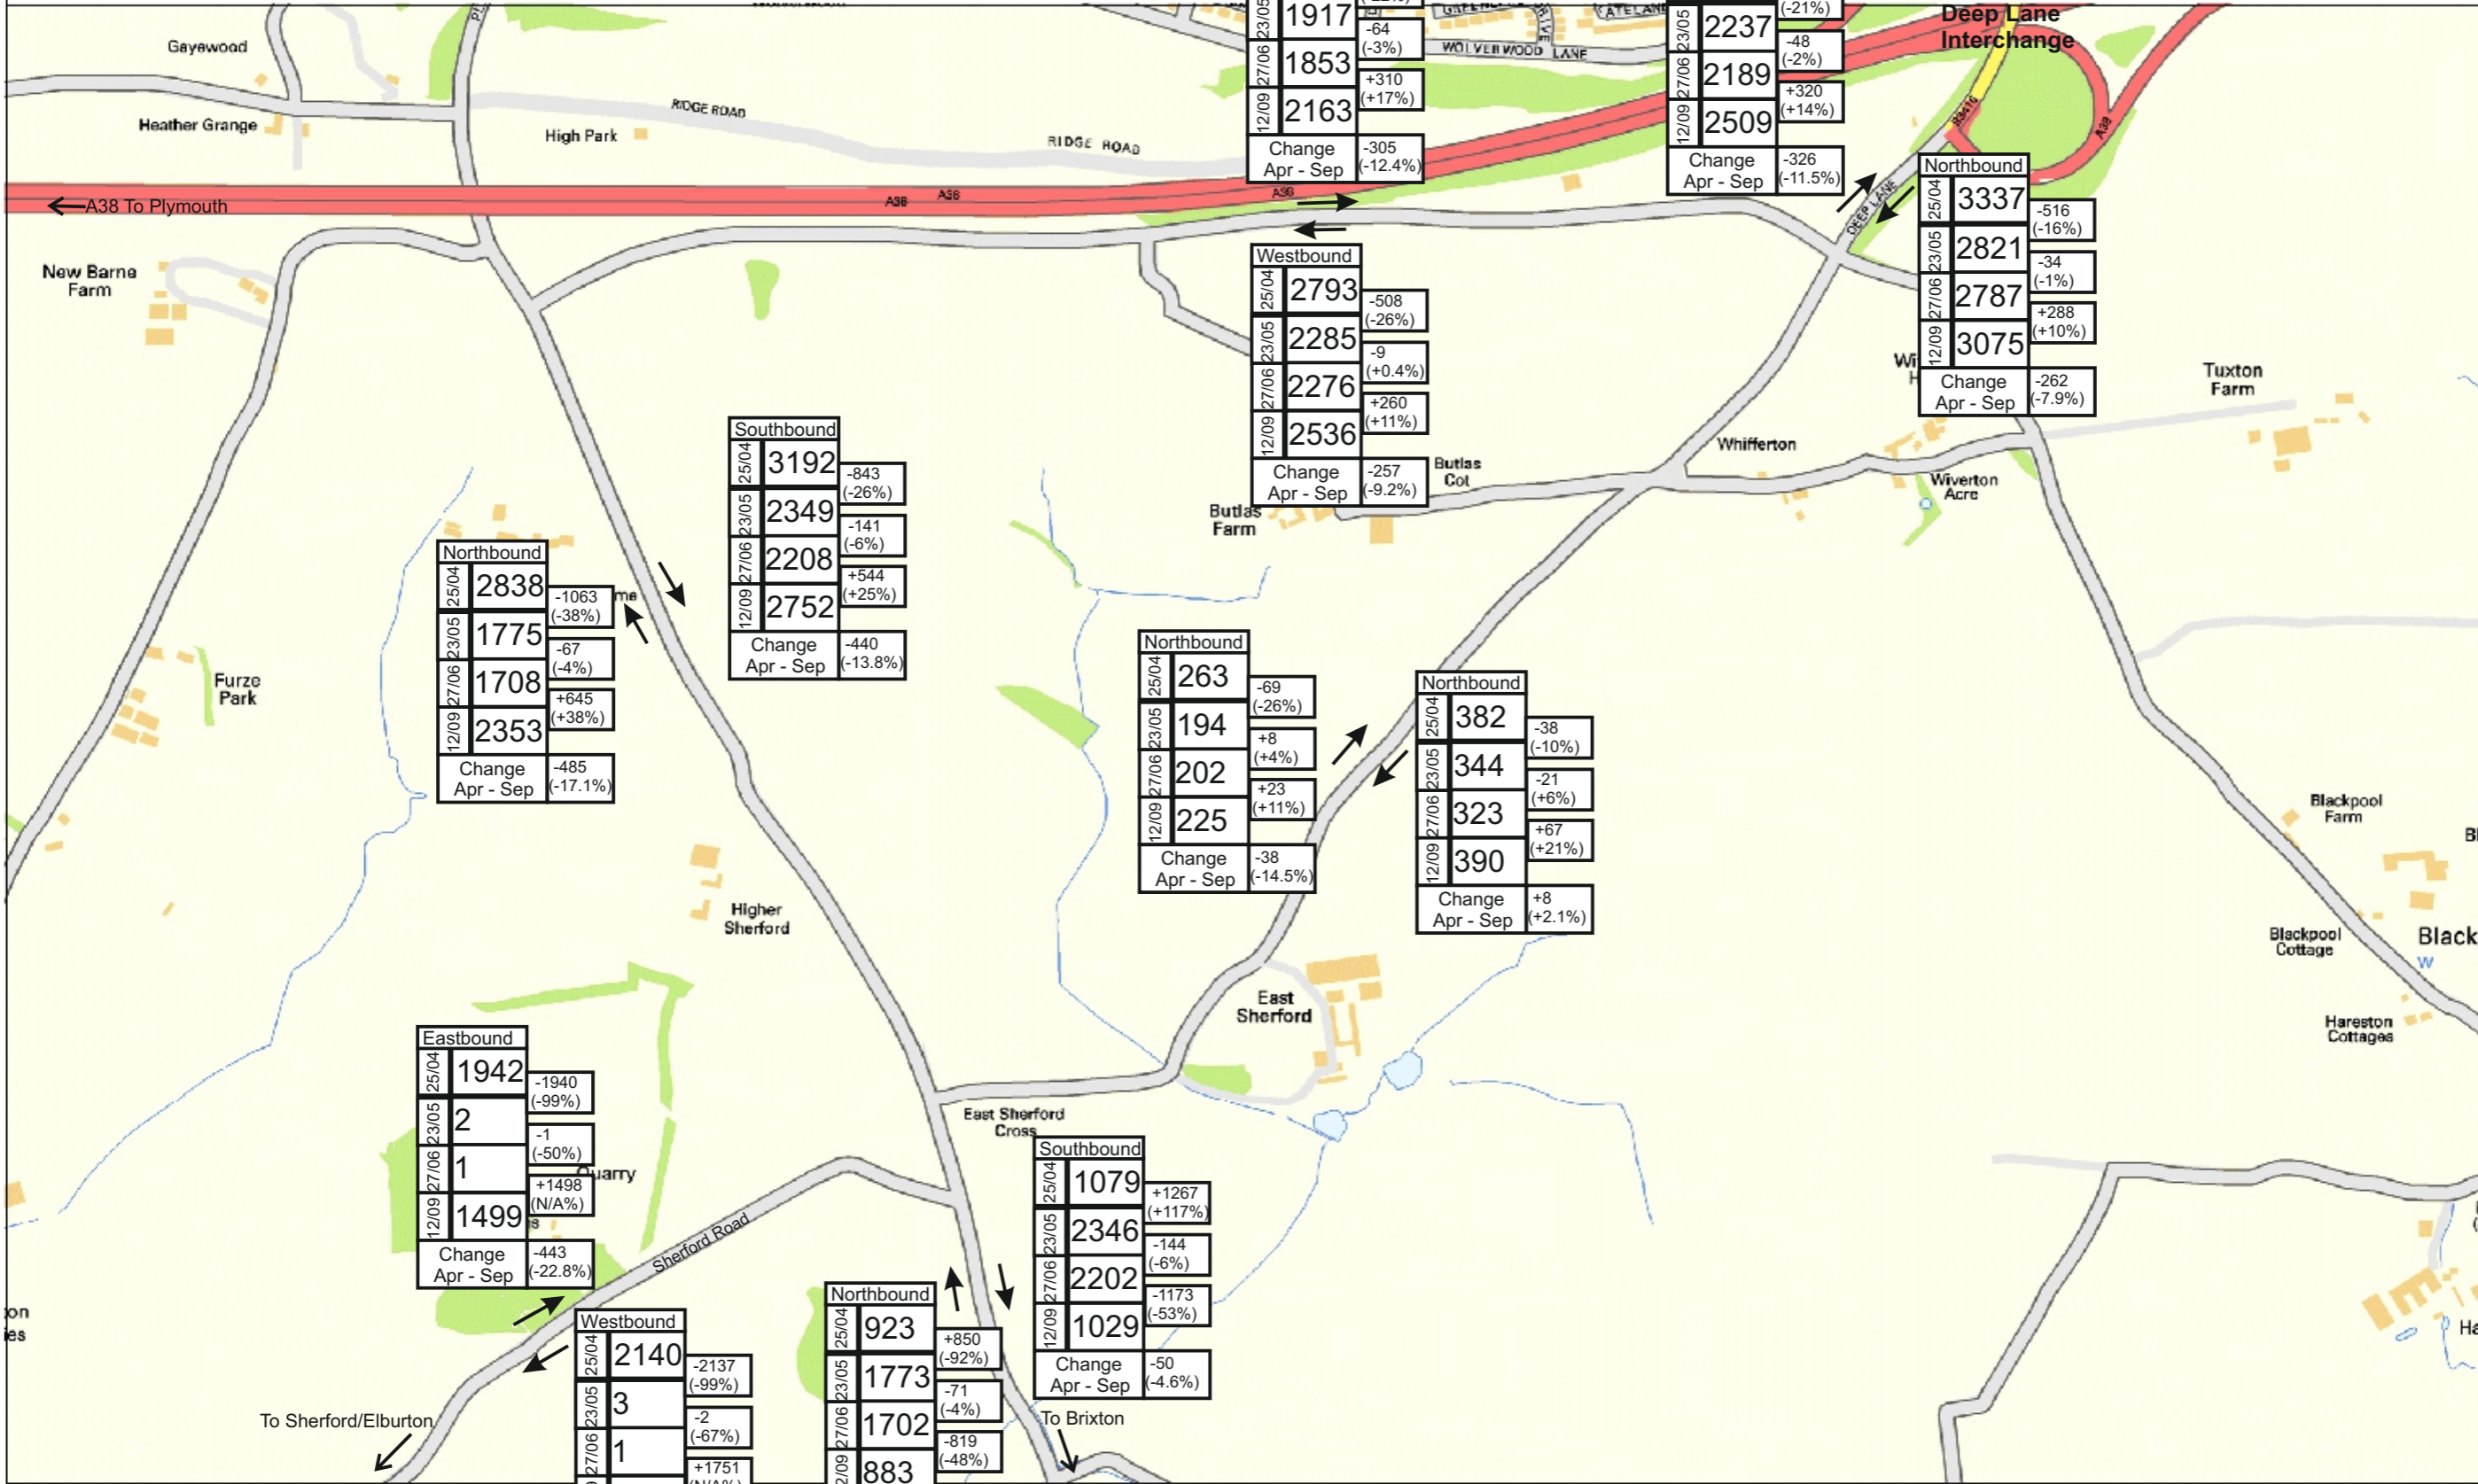 Gayewood
Heather Grange
High Park
RIDGE ROAD
RIDGE ROAD
WOLVERWOOD LANE
DRIVE
Deep Lane
Interchange
B3416
A38
DEEP LANE
A38 To Plymouth
A38
A38
A38
23/05 1917
-64
(-3%)
27/06 1853
+310
(+17%)
12/09 2163
Change
Apr - Sep
-305
(-12.4%)
(-21%)
23/05 2237
-48
(-2%)
27/06 2189
+320
(+14%)
12/09 2509
Change
Apr - Sep
-326
(-11.5%)
Northbound
25/04 3337
-516
(-16%)
23/05 2821
-34
(-1%)
27/06 2787
+288
(+10%)
12/09 3075
Change
Apr - Sep
-262
(-7.9%)
New Barne
Farm
Westbound
25/04 2793
-508
(-26%)
23/05 2285
-9
(+0.4%)
27/06 2276
+260
(+11%)
12/09 2536
Change
Apr - Sep
-257
(-9.2%)
Tuxton
Farm
Whifferton
Wiverton
Acre
Butlas
Cot
Butlas
Farm
Southbound
25/04 3192
-843
(-26%)
23/05 2349
-141
(-6%)
27/06 2208
+544
(+25%)
12/09 2752
Change
Apr - Sep
-440
(-13.8%)
Northbound
25/04 2838
-1063
(-38%)
23/05 1775
-67
(-4%)
27/06 1708
+645
(+38%)
12/09 2353
Change
Apr - Sep
-485
(-17.1%)
me
Furze
Park
Northbound
25/04 263
-69
(-26%)
23/05 194
+8
(+4%)
27/06 202
+23
(+11%)
12/09 225
Change
Apr - Sep
-38
(-14.5%)
Northbound
25/04 382
-38
(-10%)
23/05 344
-21
(+6%)
27/06 323
+67
(+21%)
12/09 390
Change
Apr - Sep
+8
(+2.1%)
Blackpool
Farm
Bl
Higher
Sherford
Blackpool
Cottage
Black
W
East
Sherford
Hareston
Cottages
Eastbound
25/04 1942
-1940
(-99%)
23/05 2
-1
(-50%)
27/06 1
+1498
(N/A%)
12/09 1499
Change
Apr - Sep
-443
(-22.8%)
Quarry
East Sherford
Cross
Southbound
25/04 1079
+1267
(+117%)
23/05 2346
-144
(-6%)
27/06 2202
-1173
(-53%)
12/09 1029
Change
Apr - Sep
-50
(-4.6%)
Sherford Road
Northbound
25/04 923
+850
(-92%)
23/05 1773
-71
(-4%)
27/06 1702
-819
(-48%)
883
Westbound
25/04 2140
-2137
(-99%)
23/05 3
-2
(-67%)
27/06 1
+1751
on
ies
Ha
To Sherford/Elburton
To Brixton